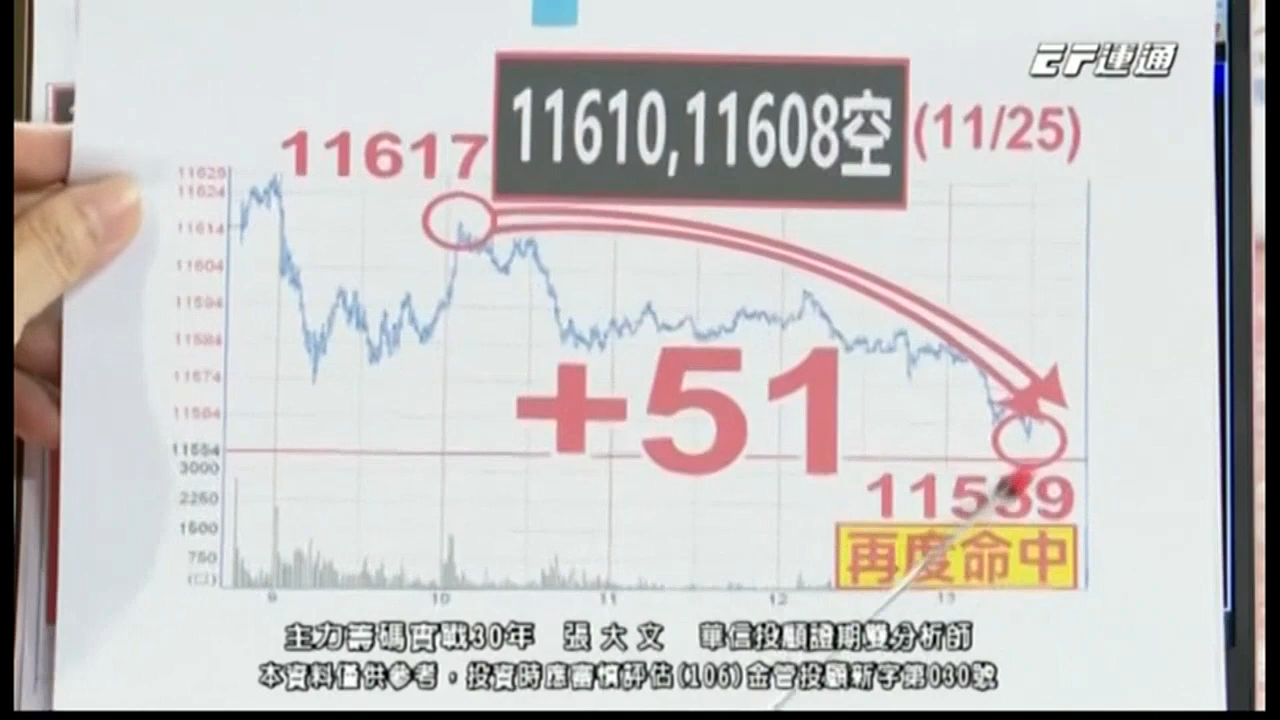 EF運通
11610,11608空
(11/25)
11617
11624
11614
11604
11594
11584
11574
11564
11554
3000
2260
1500
750
+51
再度命中
9 10 11 12 13
主力籌碼實戰30年 張大文 華信投顧證期雙分析師
本資料僅供參考,投資時應審慎評估(106)金管投顧新字第030號